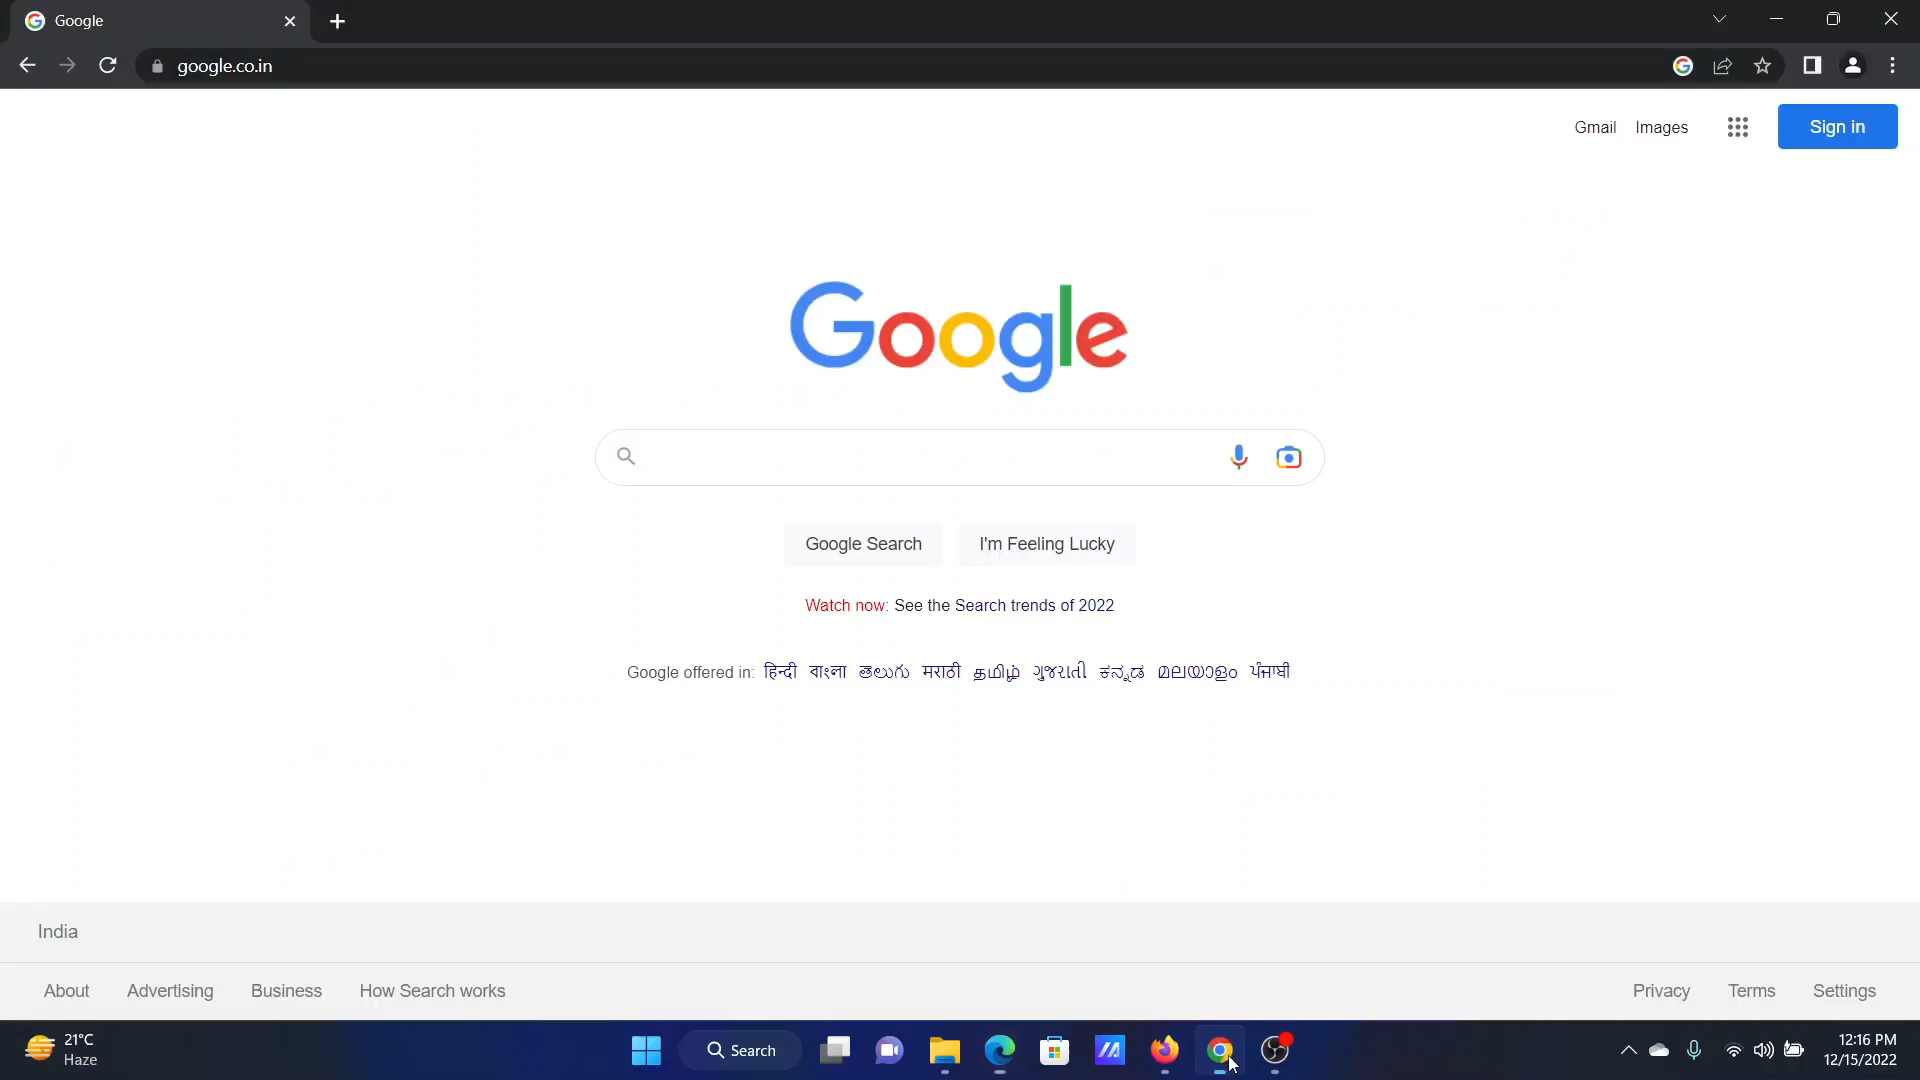 Google
google.co.in
Gmail Images Sign in
Google
Google Search I'm Feeling Lucky
Watch now: See the Search trends of 2022
Google offered in: हिन्दी বাংলা తెలుగు मराठी தமிழ் ગુજરાતી ಕನ್ನಡ മലയാളം ਪੰਜਾਬੀ
India
About Advertising Business How Search works Privacy Terms Settings
21°C
Haze
Search
12:16 PM
12/15/2022